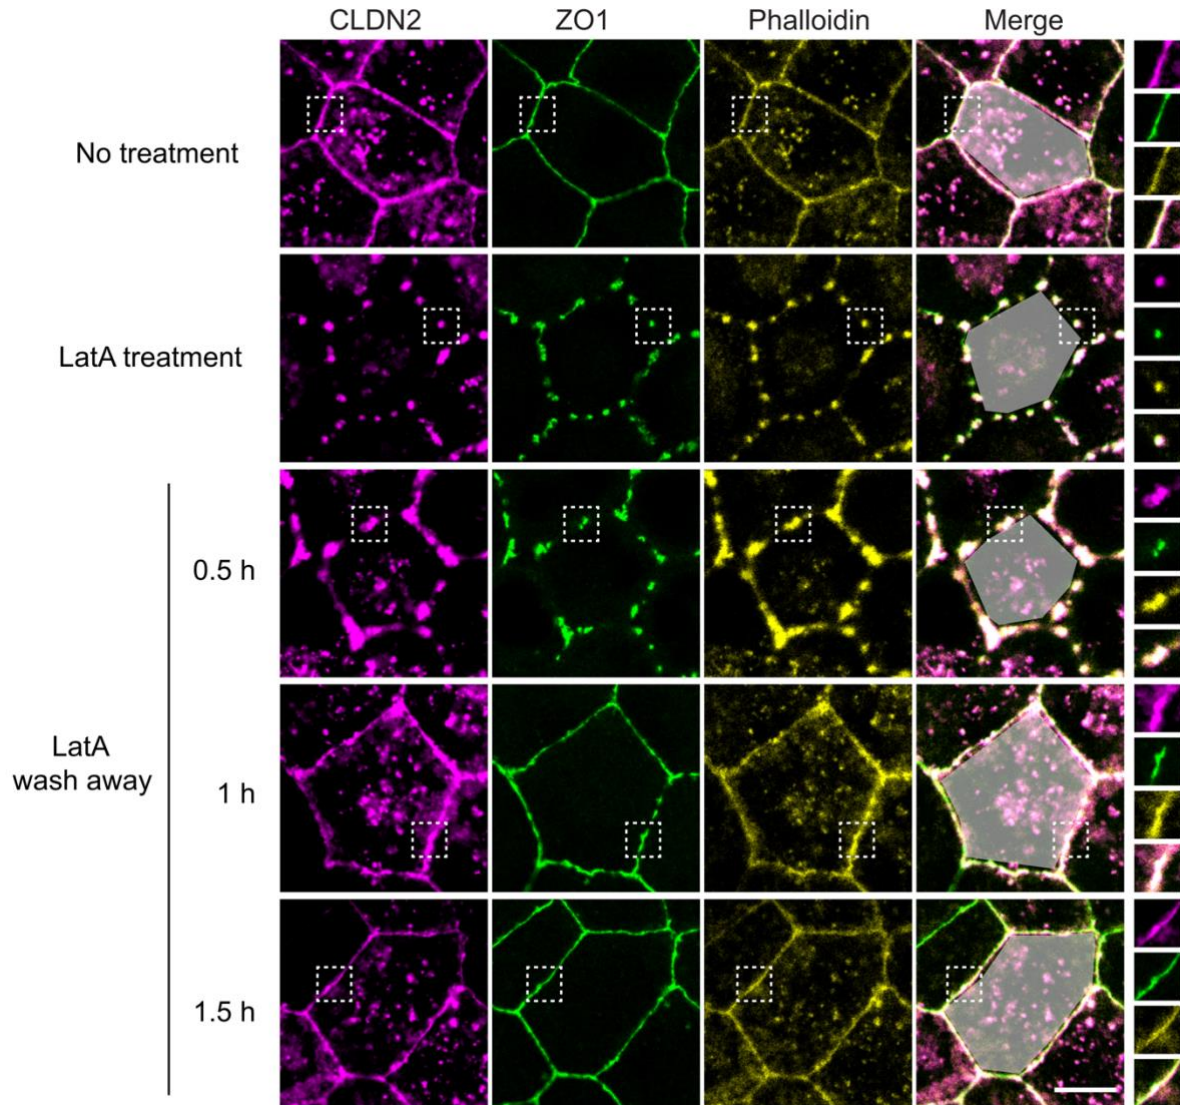 CLDN2 ZO1 Phalloidin Merge
No treatment
LatA treatment
0.5 h
LatA
wash away
1 h
1.5 h